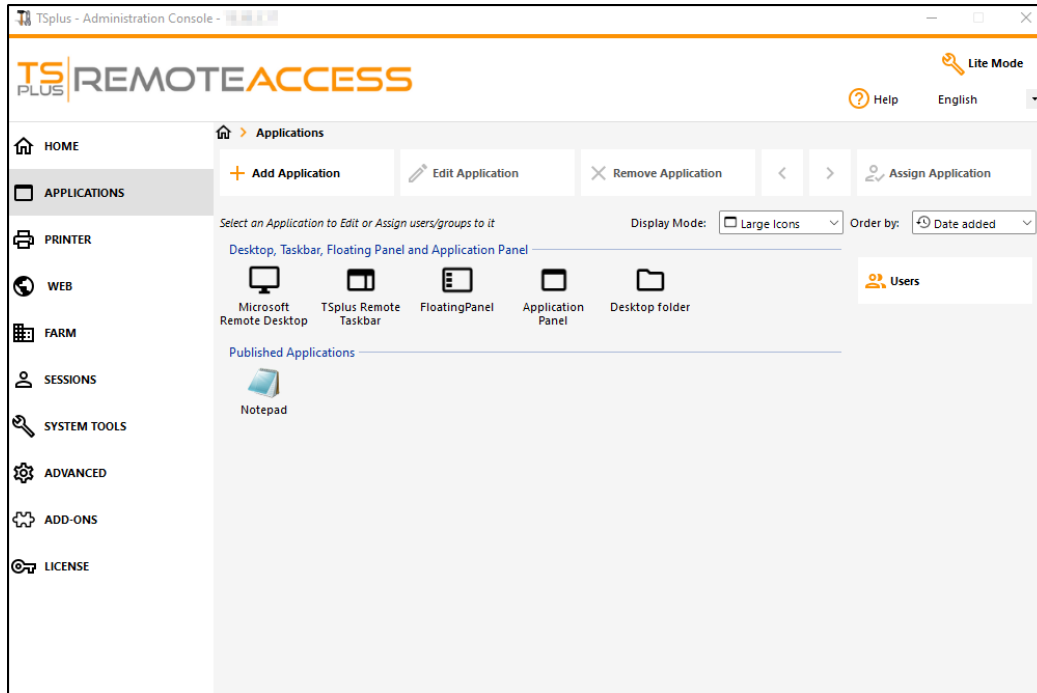 TSplus - Administration Console -
TS PLUS REMOTEACCESS
Lite Mode
Help English
HOME
APPLICATIONS
PRINTER
WEB
FARM
SESSIONS
SYSTEM TOOLS
ADVANCED
ADD-ONS
LICENSE
Applications
Add Application Edit Application Remove Application < > Assign Application
Select an Application to Edit or Assign users/groups to it Display Mode: Large Icons Order by: Date added
Desktop, Taskbar, Floating Panel and Application Panel
Microsoft Remote Desktop
TSplus Remote Taskbar
FloatingPanel
Application Panel
Desktop folder
Users
Published Applications
Notepad